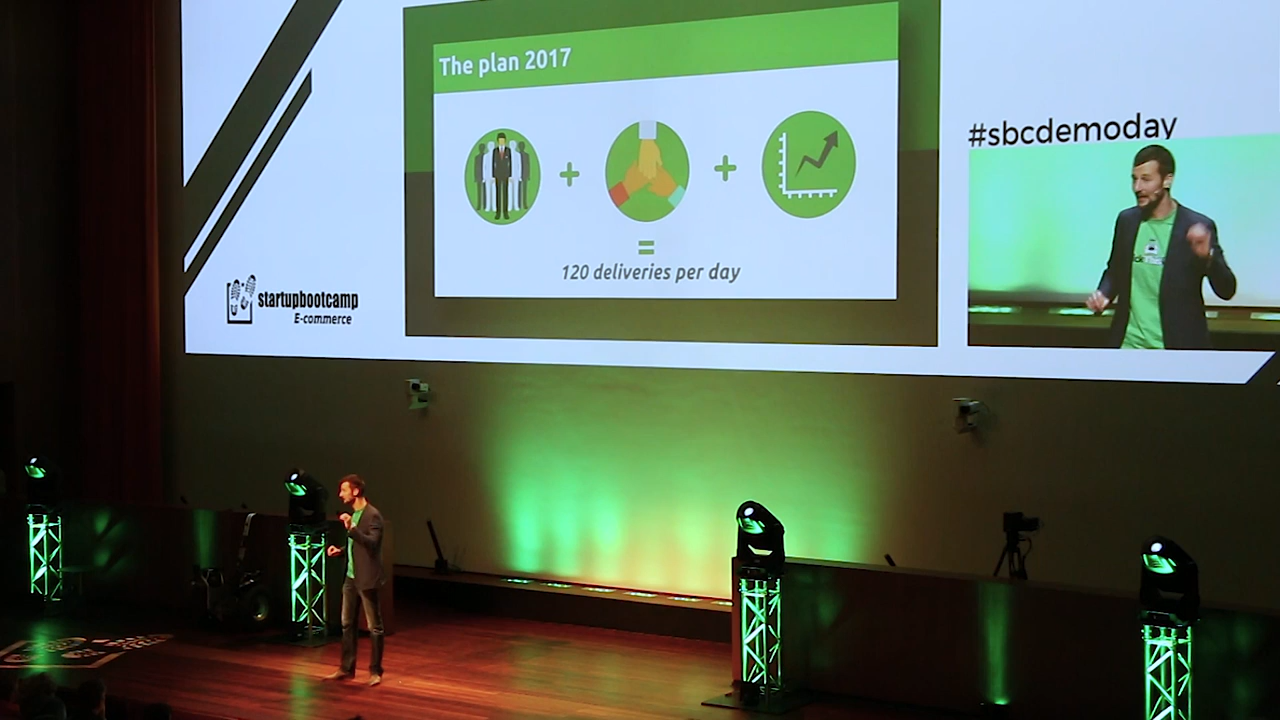 The plan 2017
+
+
=
120 deliveries per day
#sbcdemoday
startupbootcamp
E-commerce